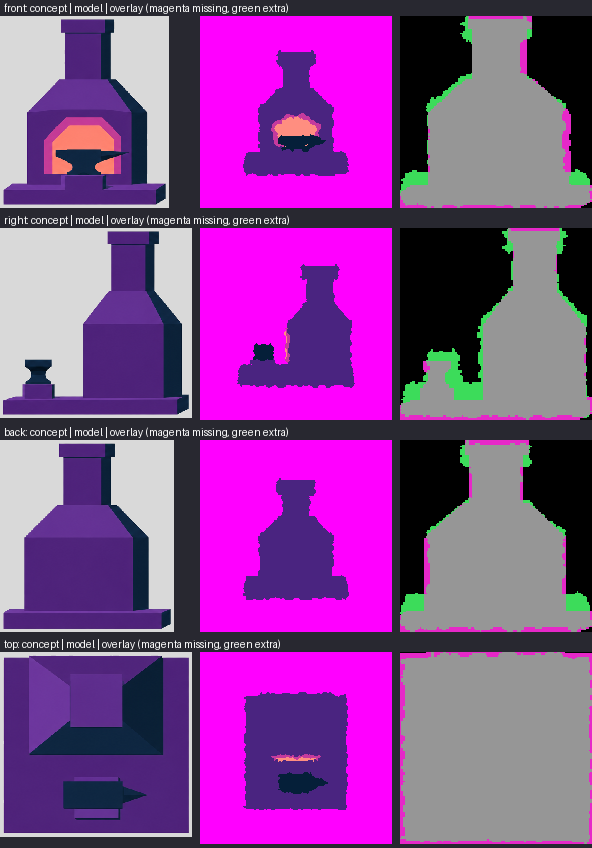 front: concept | model | overlay (magenta missing, green extra)
right: concept | model | overlay (magenta missing, green extra)
back: concept | model | overlay (magenta missing, green extra)
top: concept | model | overlay (magenta missing, green extra)